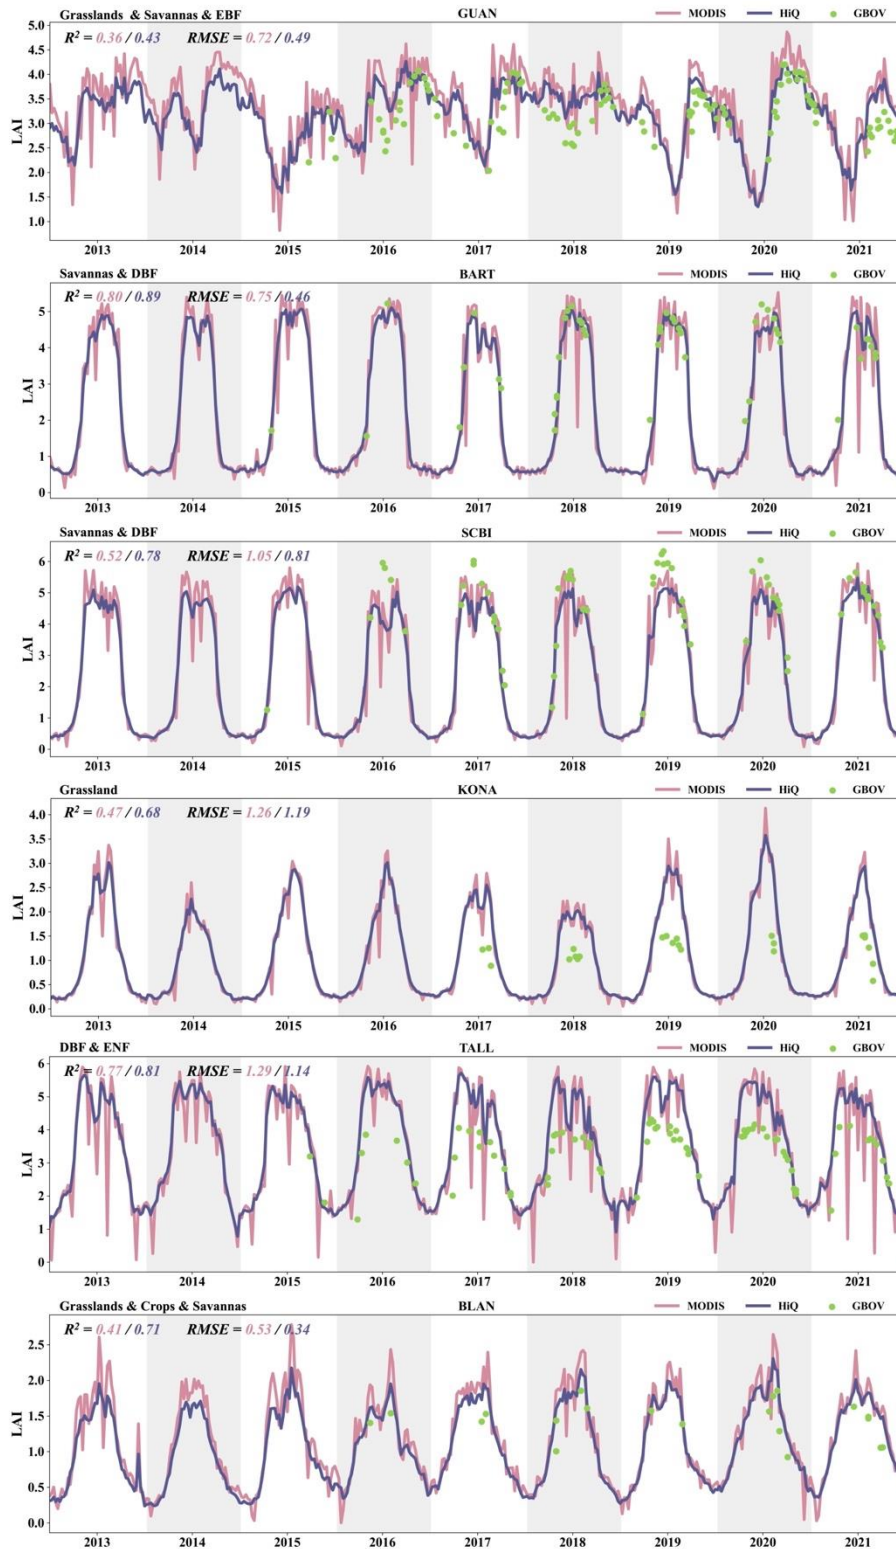 Grasslands & Savannas & EBF GUAN MODIS HiQ GBOV
R² = 0.36 / 0.43 RMSE = 0.72 / 0.49
5.0
4.5
4.0
3.5
3.0
2.5
2.0
1.5
1.0
LAI
2013 2014 2015 2016 2017 2018 2019 2020 2021
Savannas & DBF BART MODIS HiQ GBOV
R² = 0.80 / 0.89 RMSE = 0.75 / 0.46
5
4
3
2
1
0
LAI
2013 2014 2015 2016 2017 2018 2019 2020 2021
Savannas & DBF SCBI MODIS HiQ GBOV
R² = 0.52 / 0.78 RMSE = 1.05 / 0.81
6
5
4
3
2
1
0
LAI
2013 2014 2015 2016 2017 2018 2019 2020 2021
Grassland KONA MODIS HiQ GBOV
R² = 0.47 / 0.68 RMSE = 1.26 / 1.19
4.0
3.5
3.0
2.5
2.0
1.5
1.0
0.5
0.0
LAI
2013 2014 2015 2016 2017 2018 2019 2020 2021
DBF & ENF TALL MODIS HiQ GBOV
R² = 0.77 / 0.81 RMSE = 1.29 / 1.14
6
5
4
3
2
1
0
LAI
2013 2014 2015 2016 2017 2018 2019 2020 2021
Grasslands & Crops & Savannas BLAN MODIS HiQ GBOV
R² = 0.41 / 0.71 RMSE = 0.53 / 0.34
2.5
2.0
1.5
1.0
0.5
0.0
LAI
2013 2014 2015 2016 2017 2018 2019 2020 2021